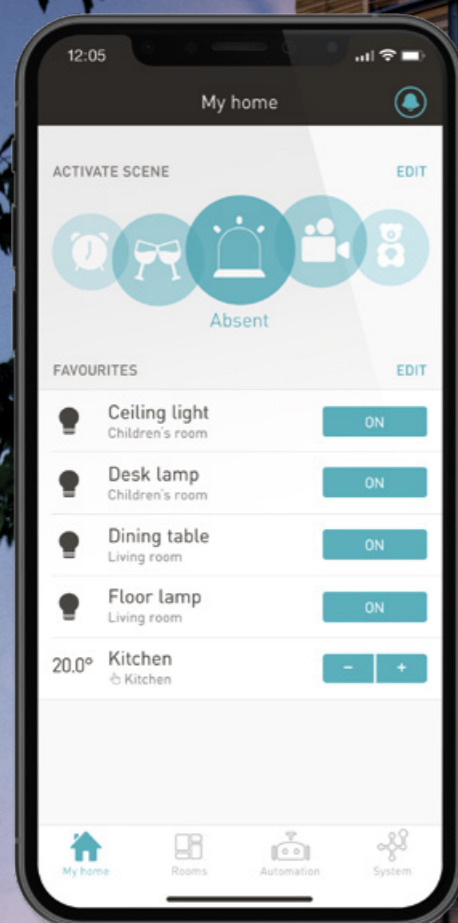 12:05
My home
ACTIVATE SCENE EDIT
Absent
FAVOURITES EDIT
Ceiling light
Children's room
ON
Desk lamp
Children's room
ON
Dining table
Living room
ON
Floor lamp
Living room
ON
20.0° Kitchen
Kitchen
- +
My home Rooms Automation System